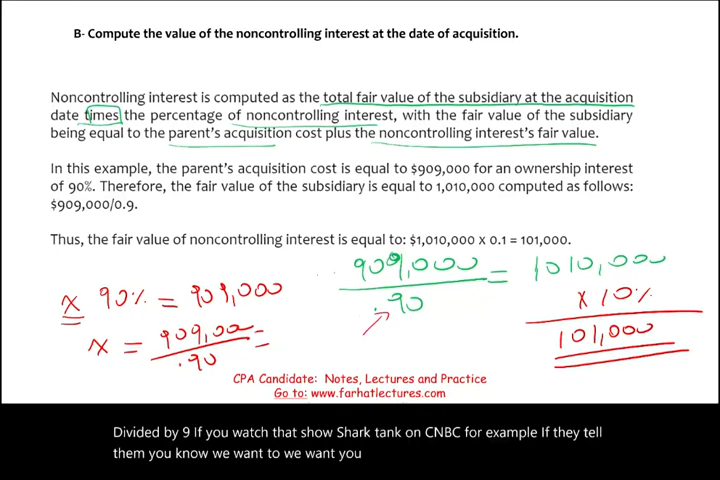 B- Compute the value of the noncontrolling interest at the date of acquisition.
Noncontrolling interest is computed as the total fair value of the subsidiary at the acquisition
date times the percentage of noncontrolling interest, with the fair value of the subsidiary
being equal to the parent's acquisition cost plus the noncontrolling interest's fair value.
In this example, the parent's acquisition cost is equal to $909,000 for an ownership interest
of 90%. Therefore, the fair value of the subsidiary is equal to 1,010,000 computed as follows:
$909,000/0.9.
Thus, the fair value of noncontrolling interest is equal to: $1,010,000 x 0.1 = 101,000.
909,000 = 1010,000
.90
x 10%
101,000
x 90% = 909,000
x = 909,00 =
.90
CPA Candidate: Notes, Lectures and Practice
Go to: www.farhatlectures.com
Divided by 9 If you watch that show Shark tank on CNBC for example If they tell
them you know we want to we want you